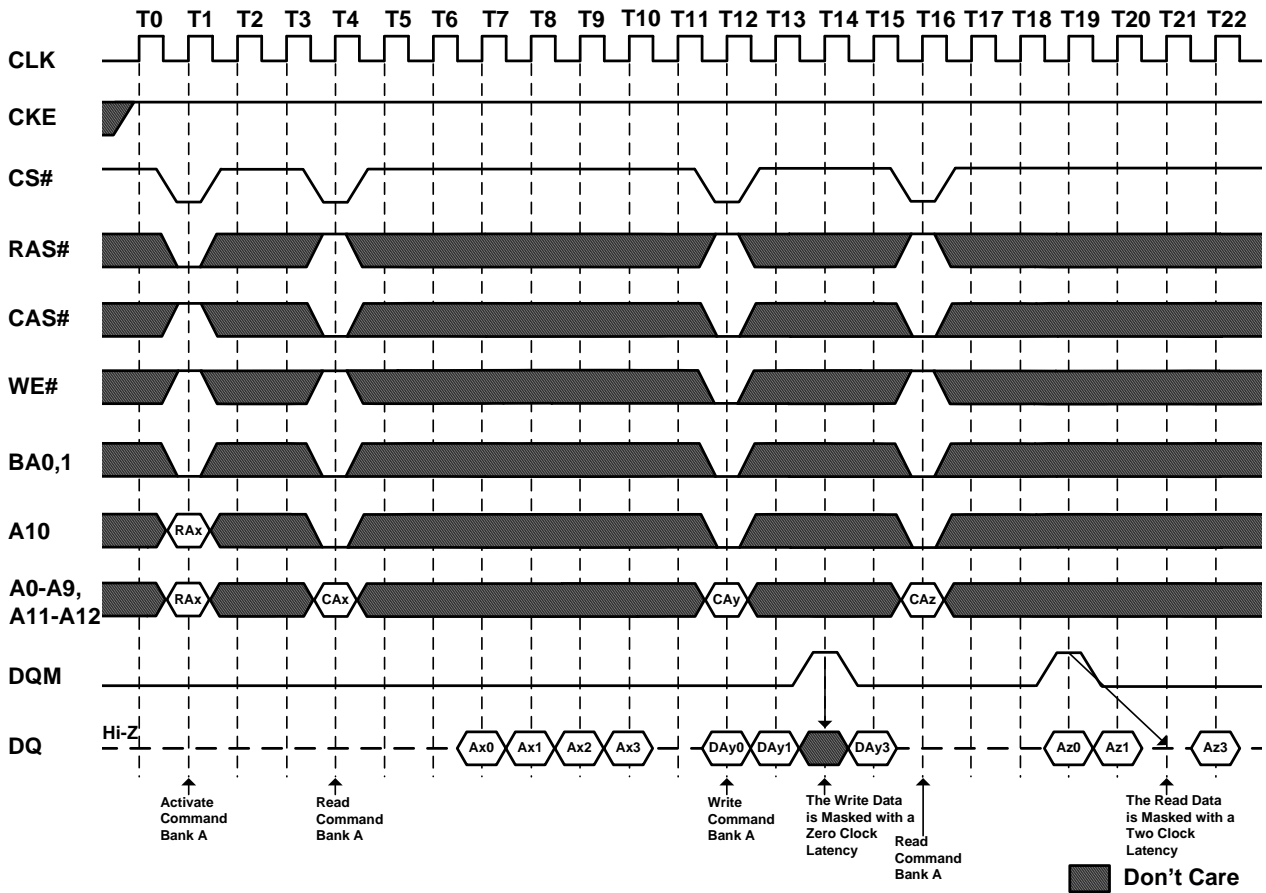 T0 T1 T2 T3 T4 T5 T6 T7 T8 T9 T10 T11 T12 T13 T14 T15 T16 T17 T18 T19 T20 T21 T22
CLK
CKE
CS#
RAS#
CAS#
WE#
BA0,1
A10
RAx
A0-A9,
A11-A12
RAx CAx CAy CAz
DQM
Hi-Z
DQ
Ax0 Ax1 Ax2 Ax3 DAy0 DAy1 DAy3 Az0 Az1 Az3
Activate
Command
Bank A
Read
Command
Bank A
Write
Command
Bank A
The Write Data
is Masked with a
Zero Clock
Latency
Read
Command
Bank A
The Read Data
is Masked with a
Two Clock
Latency
Don't Care